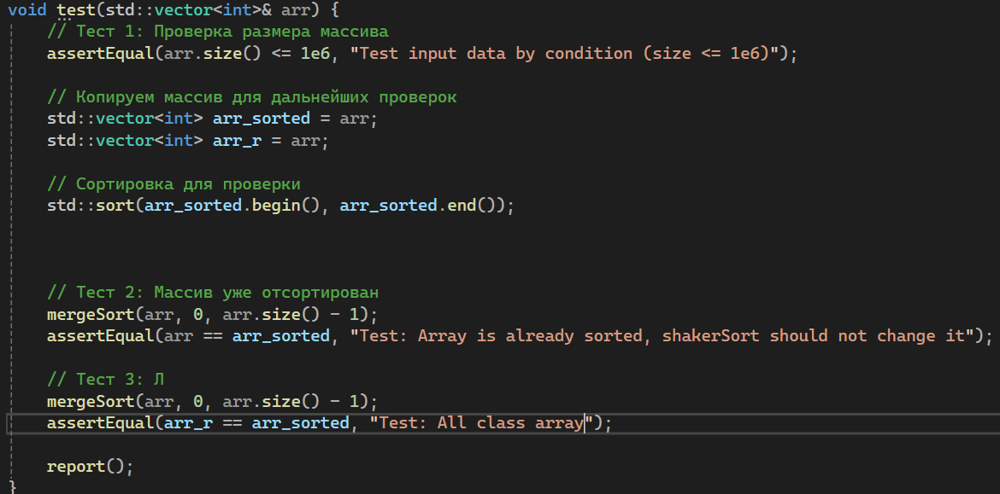 void test(std::vector<int>& arr) {
// Тест 1: Проверка размера массива
assertEqual(arr.size() <= 1e6, "Test input data by condition (size <= 1e6)");
// Копируем массив для дальнейших проверок
std::vector<int> arr_sorted = arr;
std::vector<int> arr_r = arr;
// Сортировка для проверки
std::sort(arr_sorted.begin(), arr_sorted.end());
// Тест 2: Массив уже отсортирован
mergeSort(arr, 0, arr.size() - 1);
assertEqual(arr == arr_sorted, "Test: Array is already sorted, shakerSort should not change it");
// Тест 3: Л
mergeSort(arr, 0, arr.size() - 1);
assertEqual(arr_r == arr_sorted, "Test: All class array");
report();
}